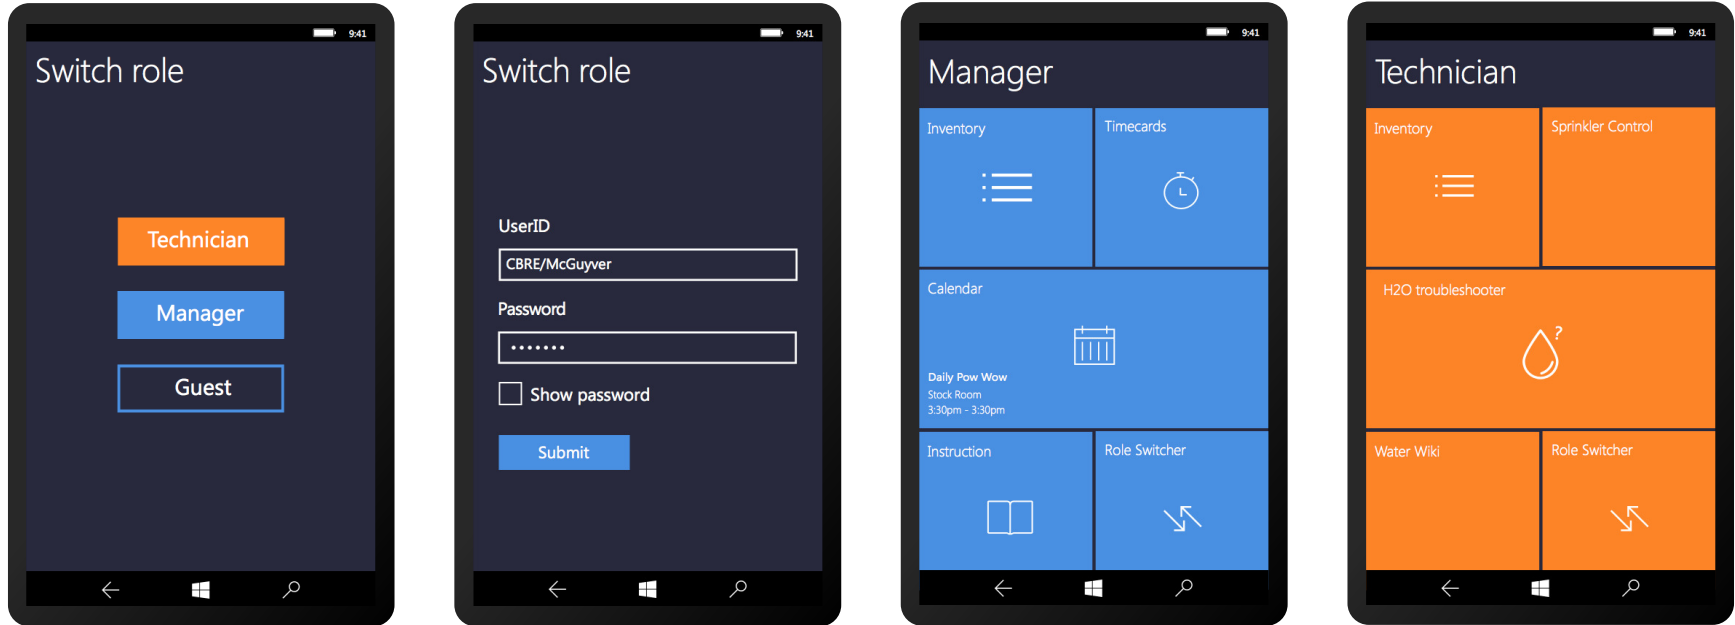 9:41
Switch role
Technician
Manager
Guest
9:41
Switch role
UserID
CBRE/McGuyver
Password
•••••••
Show password
Submit
9:41
Manager
Inventory
Timecards
Calendar
Daily Pow Wow
Stock Room
3:30pm - 3:30pm
Instruction
Role Switcher
9:41
Technician
Inventory
Sprinkler Control
H2O troubleshooter
?
Water Wiki
Role Switcher